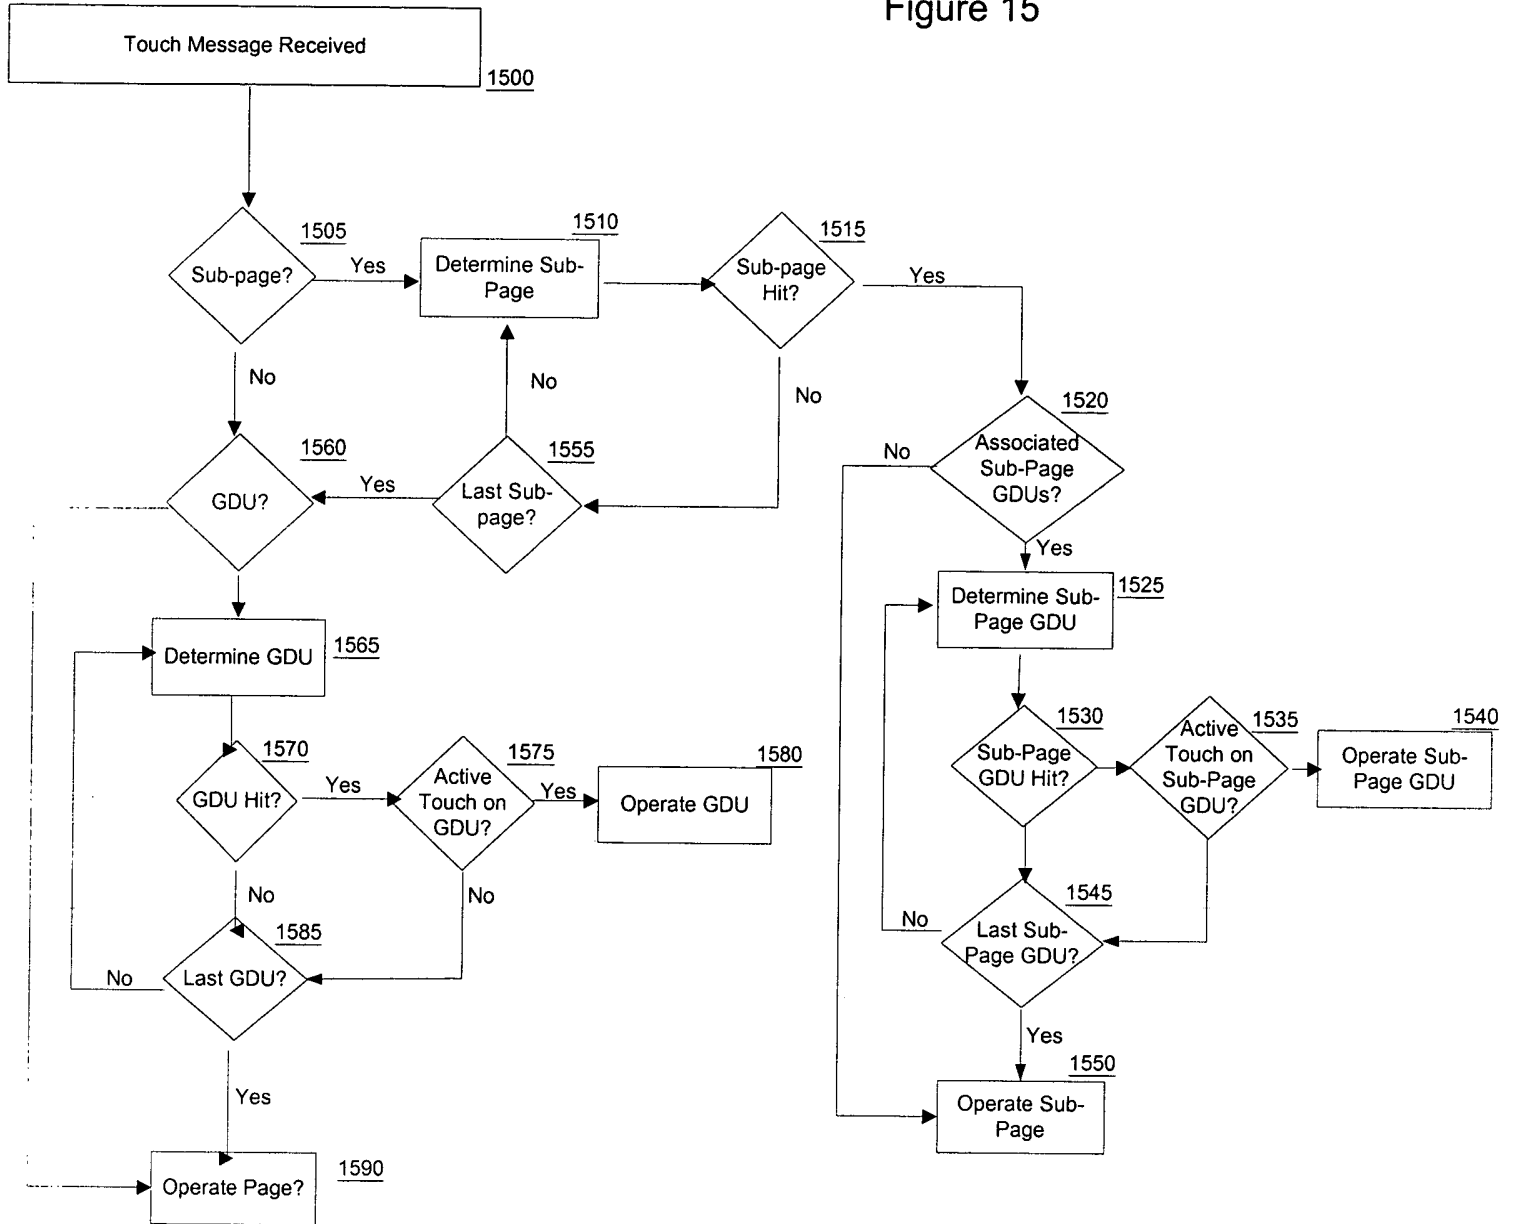 Figure 15
Touch Message Received
1500
1505
Sub-page?
Yes
1510
Determine Sub-
Page
1515
Sub-page
Hit?
Yes
No
No
No
1520
Associated
Sub-Page
GDUs?
No
Yes
1560
GDU?
Yes
1555
Last Sub-
page?
1525
Determine Sub-
Page GDU
1565
Determine GDU
1530
Sub-Page
GDU Hit?
1535
Active
Touch on
Sub-Page
GDU?
1540
Operate Sub-
Page GDU
1570
GDU Hit?
Yes
1575
Active
Touch on
GDU?
Yes
1580
Operate GDU
No
No
1545
Last Sub-
Page GDU?
No
1585
Last GDU?
No
Yes
Yes
1550
Operate Sub-
Page
1590
Operate Page?